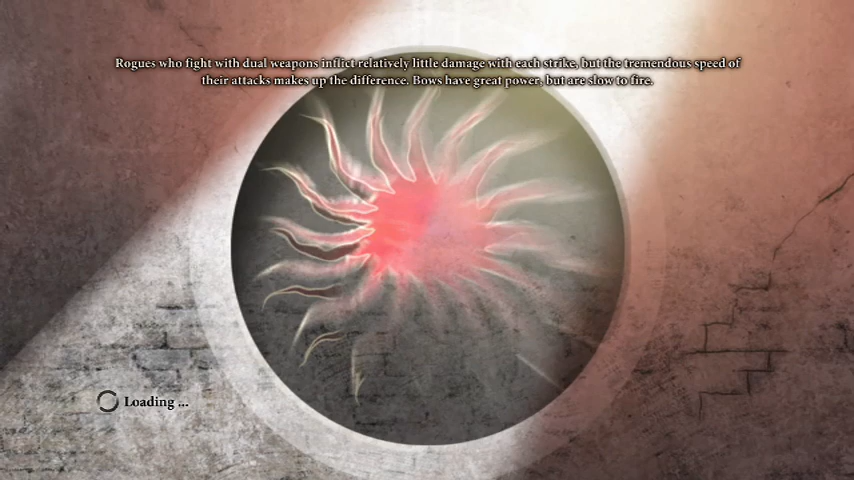 Rogues who fight with dual weapons inflict relatively little damage with each strike, but the tremendous speed of
their attacks makes up the difference. Bows have great power, but are slow to fire.
Loading ...